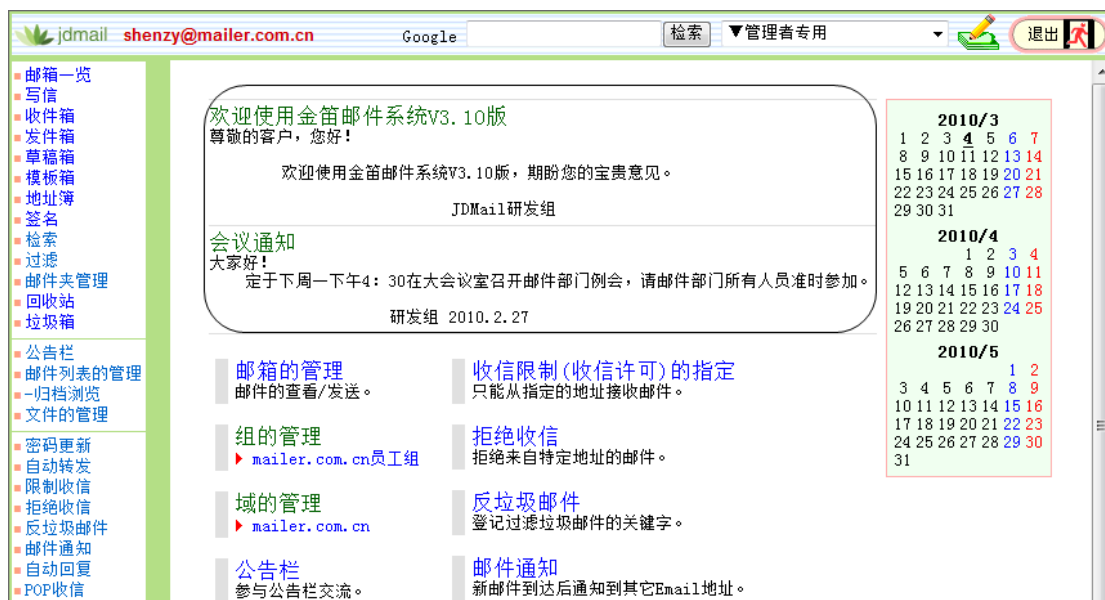 jdmail shenzy@mailer.com.cn Google 检索 ▼管理者专用 退出
邮箱一览
写信
收件箱
发件箱
草稿箱
模板箱
地址簿
签名
检索
过滤
邮件夹管理
回收站
垃圾箱
公告栏
邮件列表的管理
-归档浏览
文件的管理
密码更新
自动转发
限制收信
拒绝收信
反垃圾邮件
邮件通知
自动回复
POP收信
欢迎使用金笛邮件系统V3.10版
尊敬的客户，您好！
欢迎使用金笛邮件系统V3.10版，期盼您的宝贵意见。
JDMail研发组
会议通知
大家好！
定于下周一下午4：30在大会议室召开邮件部门例会，请邮件部门所有人员准时参加。
研发组 2010.2.27
邮箱的管理
邮件的查看/发送。
收信限制(收信许可)的指定
只能从指定的地址接收邮件。
组的管理
mailer.com.cn员工组
拒绝收信
拒绝来自特定地址的邮件。
域的管理
mailer.com.cn
反垃圾邮件
登记过滤垃圾邮件的关键字。
公告栏
参与公告栏交流。
邮件通知
新邮件到达后通知到其它Email地址。
2010/3
1 2 3 4 5 6 7
8 9 10 11 12 13 14
15 16 17 18 19 20 21
22 23 24 25 26 27 28
29 30 31
2010/4
1 2 3 4
5 6 7 8 9 10 11
12 13 14 15 16 17 18
19 20 21 22 23 24 25
26 27 28 29 30
2010/5
1 2
3 4 5 6 7 8 9
10 11 12 13 14 15 16
17 18 19 20 21 22 23
24 25 26 27 28 29 30
31